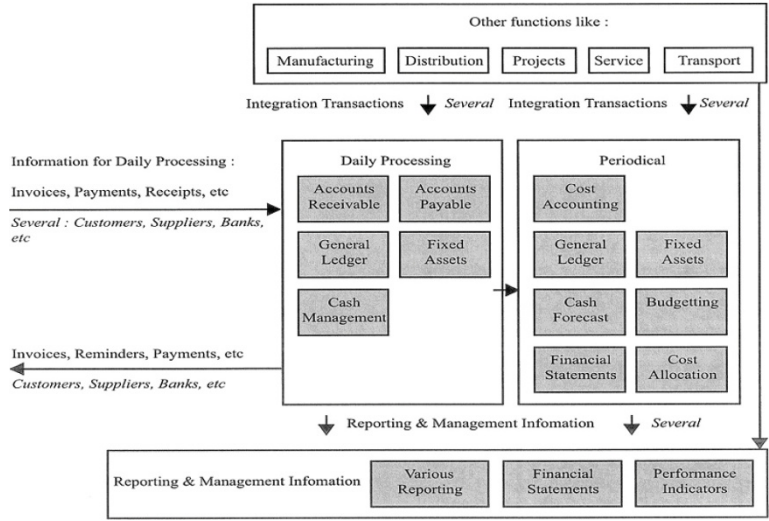 Other functions like :
Manufacturing Distribution Projects Service Transport
Integration Transactions Several Integration Transactions Several
Information for Daily Processing :
Invoices, Payments, Receipts, etc
Several : Customers, Suppliers, Banks,
etc
Daily Processing
Accounts
Receivable
Accounts
Payable
General
Ledger
Fixed
Assets
Cash
Management
Periodical
Cost
Accounting
General
Ledger
Fixed
Assets
Cash
Forecast
Budgetting
Financial
Statements
Cost
Allocation
Invoices, Reminders, Payments, etc
Customers, Suppliers, Banks, etc
Reporting & Management Infomation Several
Reporting & Management Infomation
Various
Reporting
Financial
Statements
Performance
Indicators